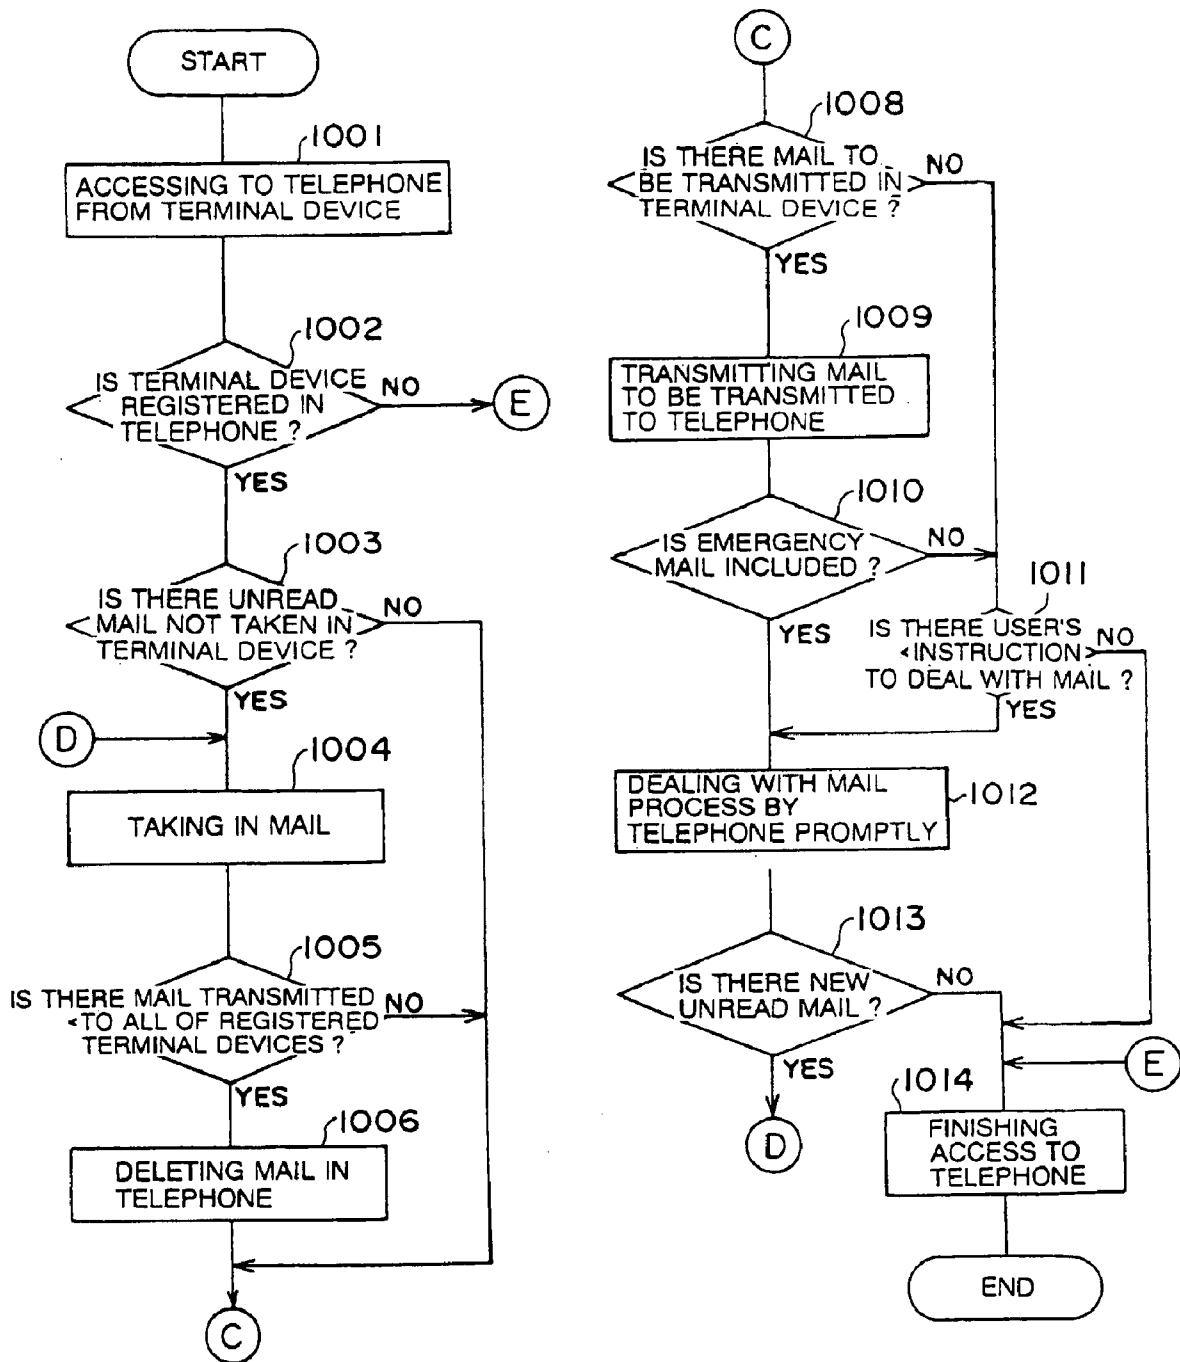 START
1001
ACCESSING TO TELEPHONE
FROM TERMINAL DEVICE
1002
IS TERMINAL DEVICE
REGISTERED IN
TELEPHONE ?
NO
E
YES
1003
IS THERE UNREAD
MAIL NOT TAKEN IN
TERMINAL DEVICE ?
NO
YES
D
1004
TAKING IN MAIL
1005
IS THERE MAIL TRANSMITTED
TO ALL OF REGISTERED
TERMINAL DEVICES ?
NO
YES
1006
DELETING MAIL IN
TELEPHONE
C
C
1008
IS THERE MAIL TO
BE TRANSMITTED IN
TERMINAL DEVICE ?
NO
YES
1009
TRANSMITTING MAIL
TO BE TRANSMITTED
TO TELEPHONE
1010
IS EMERGENCY
MAIL INCLUDED ?
NO
YES
1011
IS THERE USER'S
INSTRUCTION
TO DEAL WITH MAIL ?
NO
YES
1012
DEALING WITH MAIL
PROCESS BY
TELEPHONE PROMPTLY
1013
IS THERE NEW
UNREAD MAIL ?
NO
YES
D
E
1014
FINISHING
ACCESS TO
TELEPHONE
END